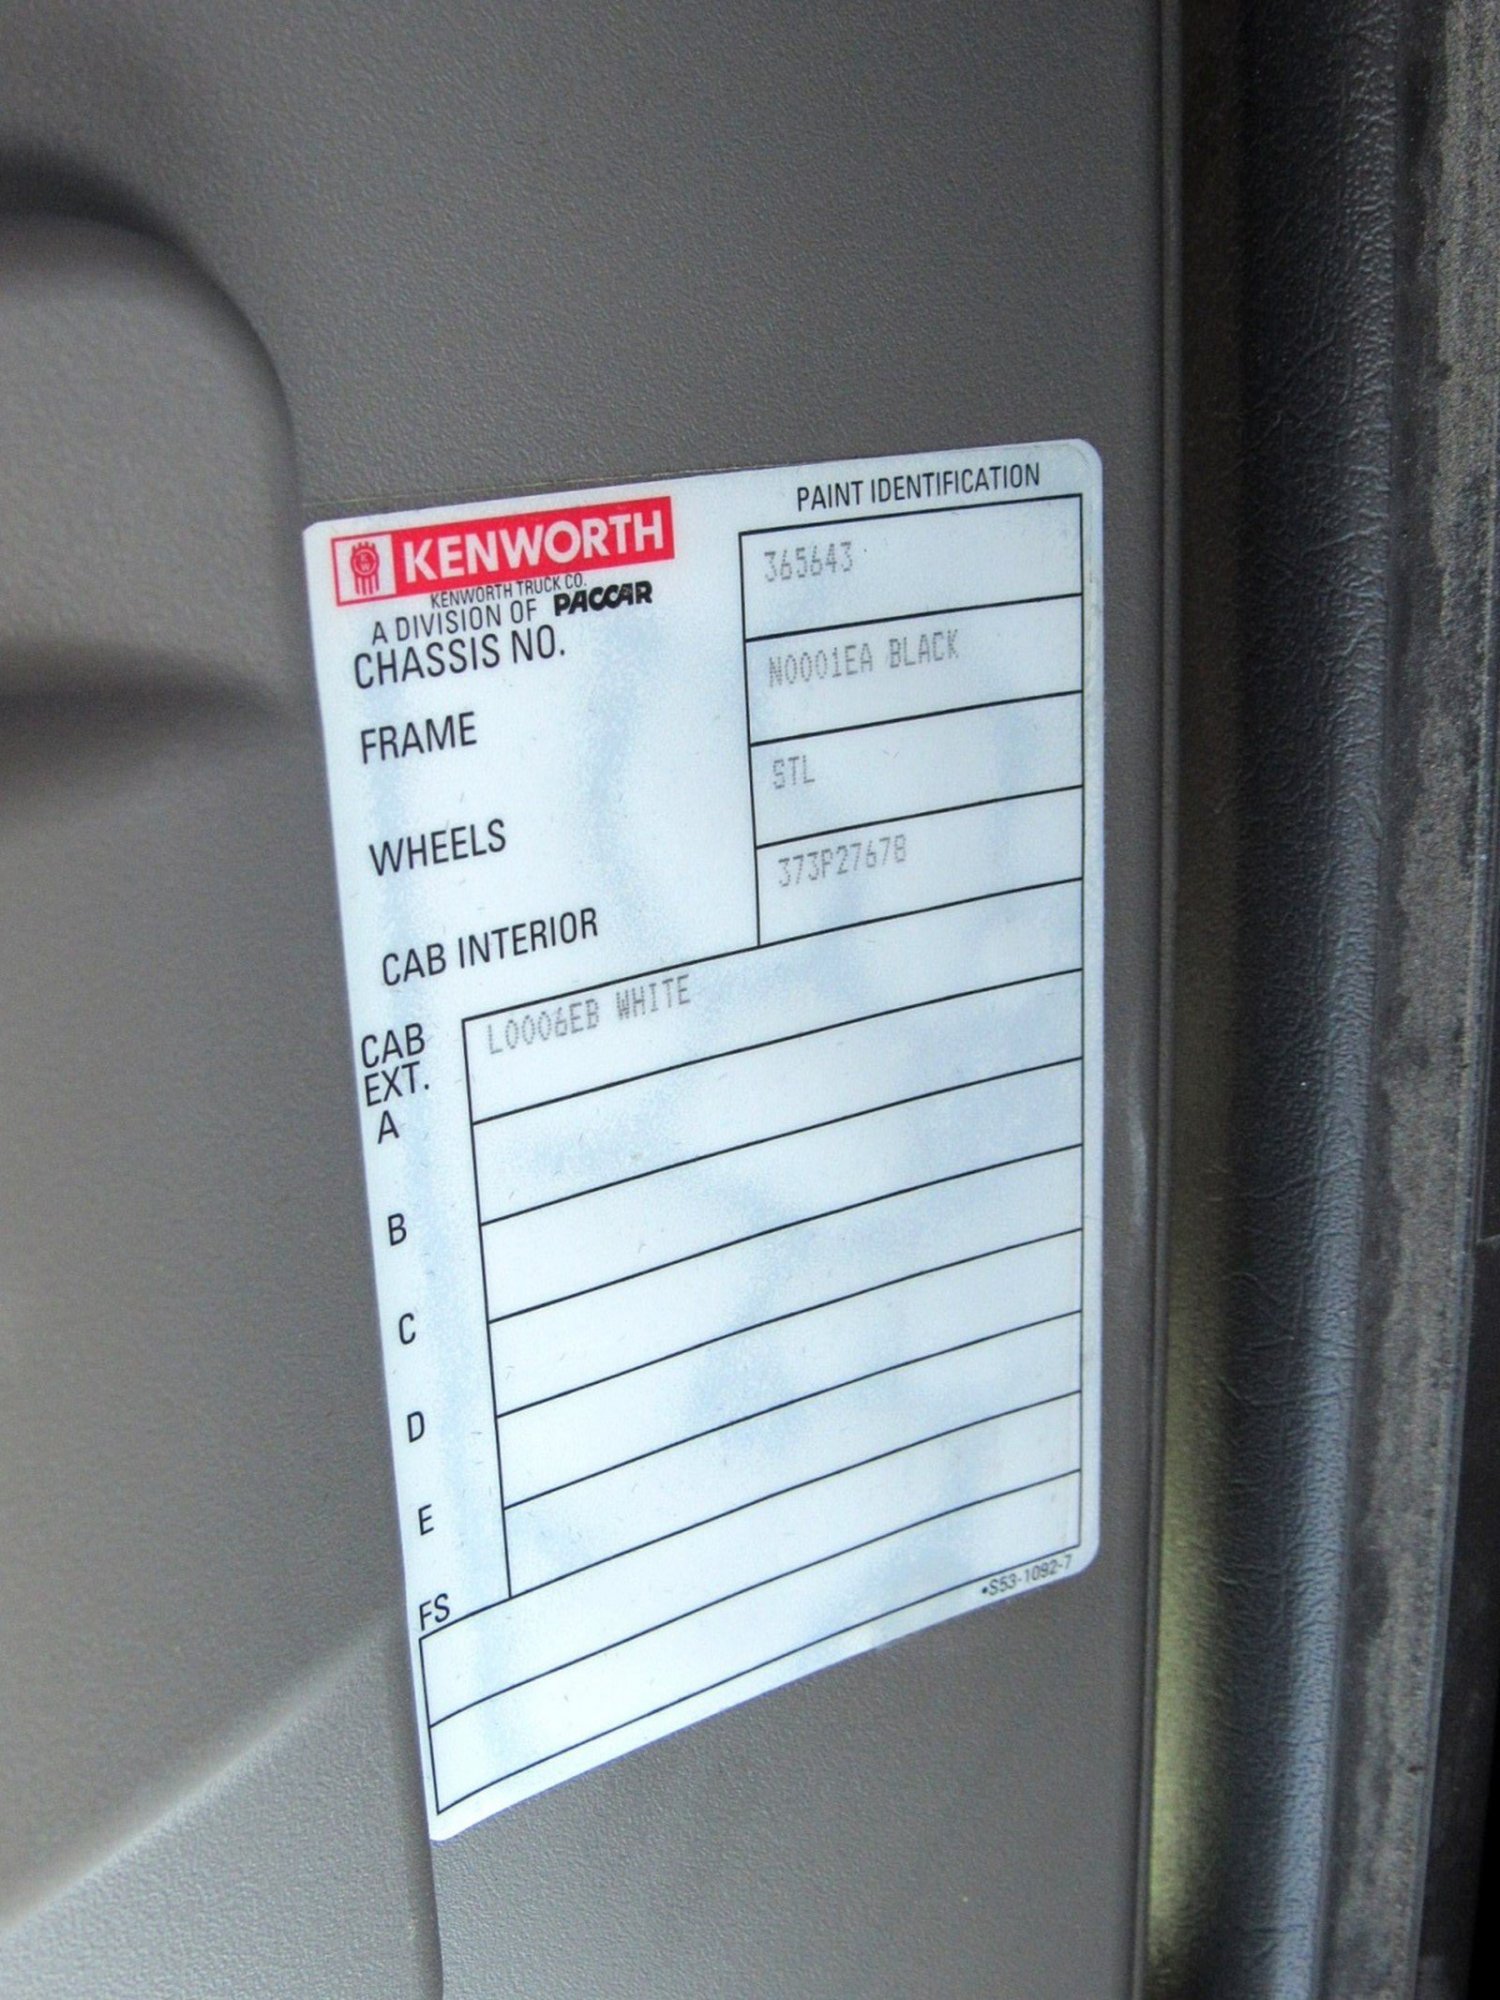 PAINT IDENTIFICATION
KENWORTH
KENWORTH TRUCK CO.
A DIVISION OF PACCAR
CHASSIS NO. 365643
FRAME N0001EA BLACK
WHEELS STL
CAB INTERIOR 373P27678
CAB EXT.
A L0006EB WHITE
B
C
D
E
FS
•S53-1092-7